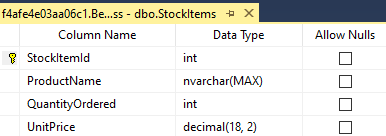 f4afe4e03aa06c1.Be...ss - dbo.StockItems
Column Name Data Type Allow Nulls
StockItemId int
ProductName nvarchar(MAX)
QuantityOrdered int
UnitPrice decimal(18, 2)